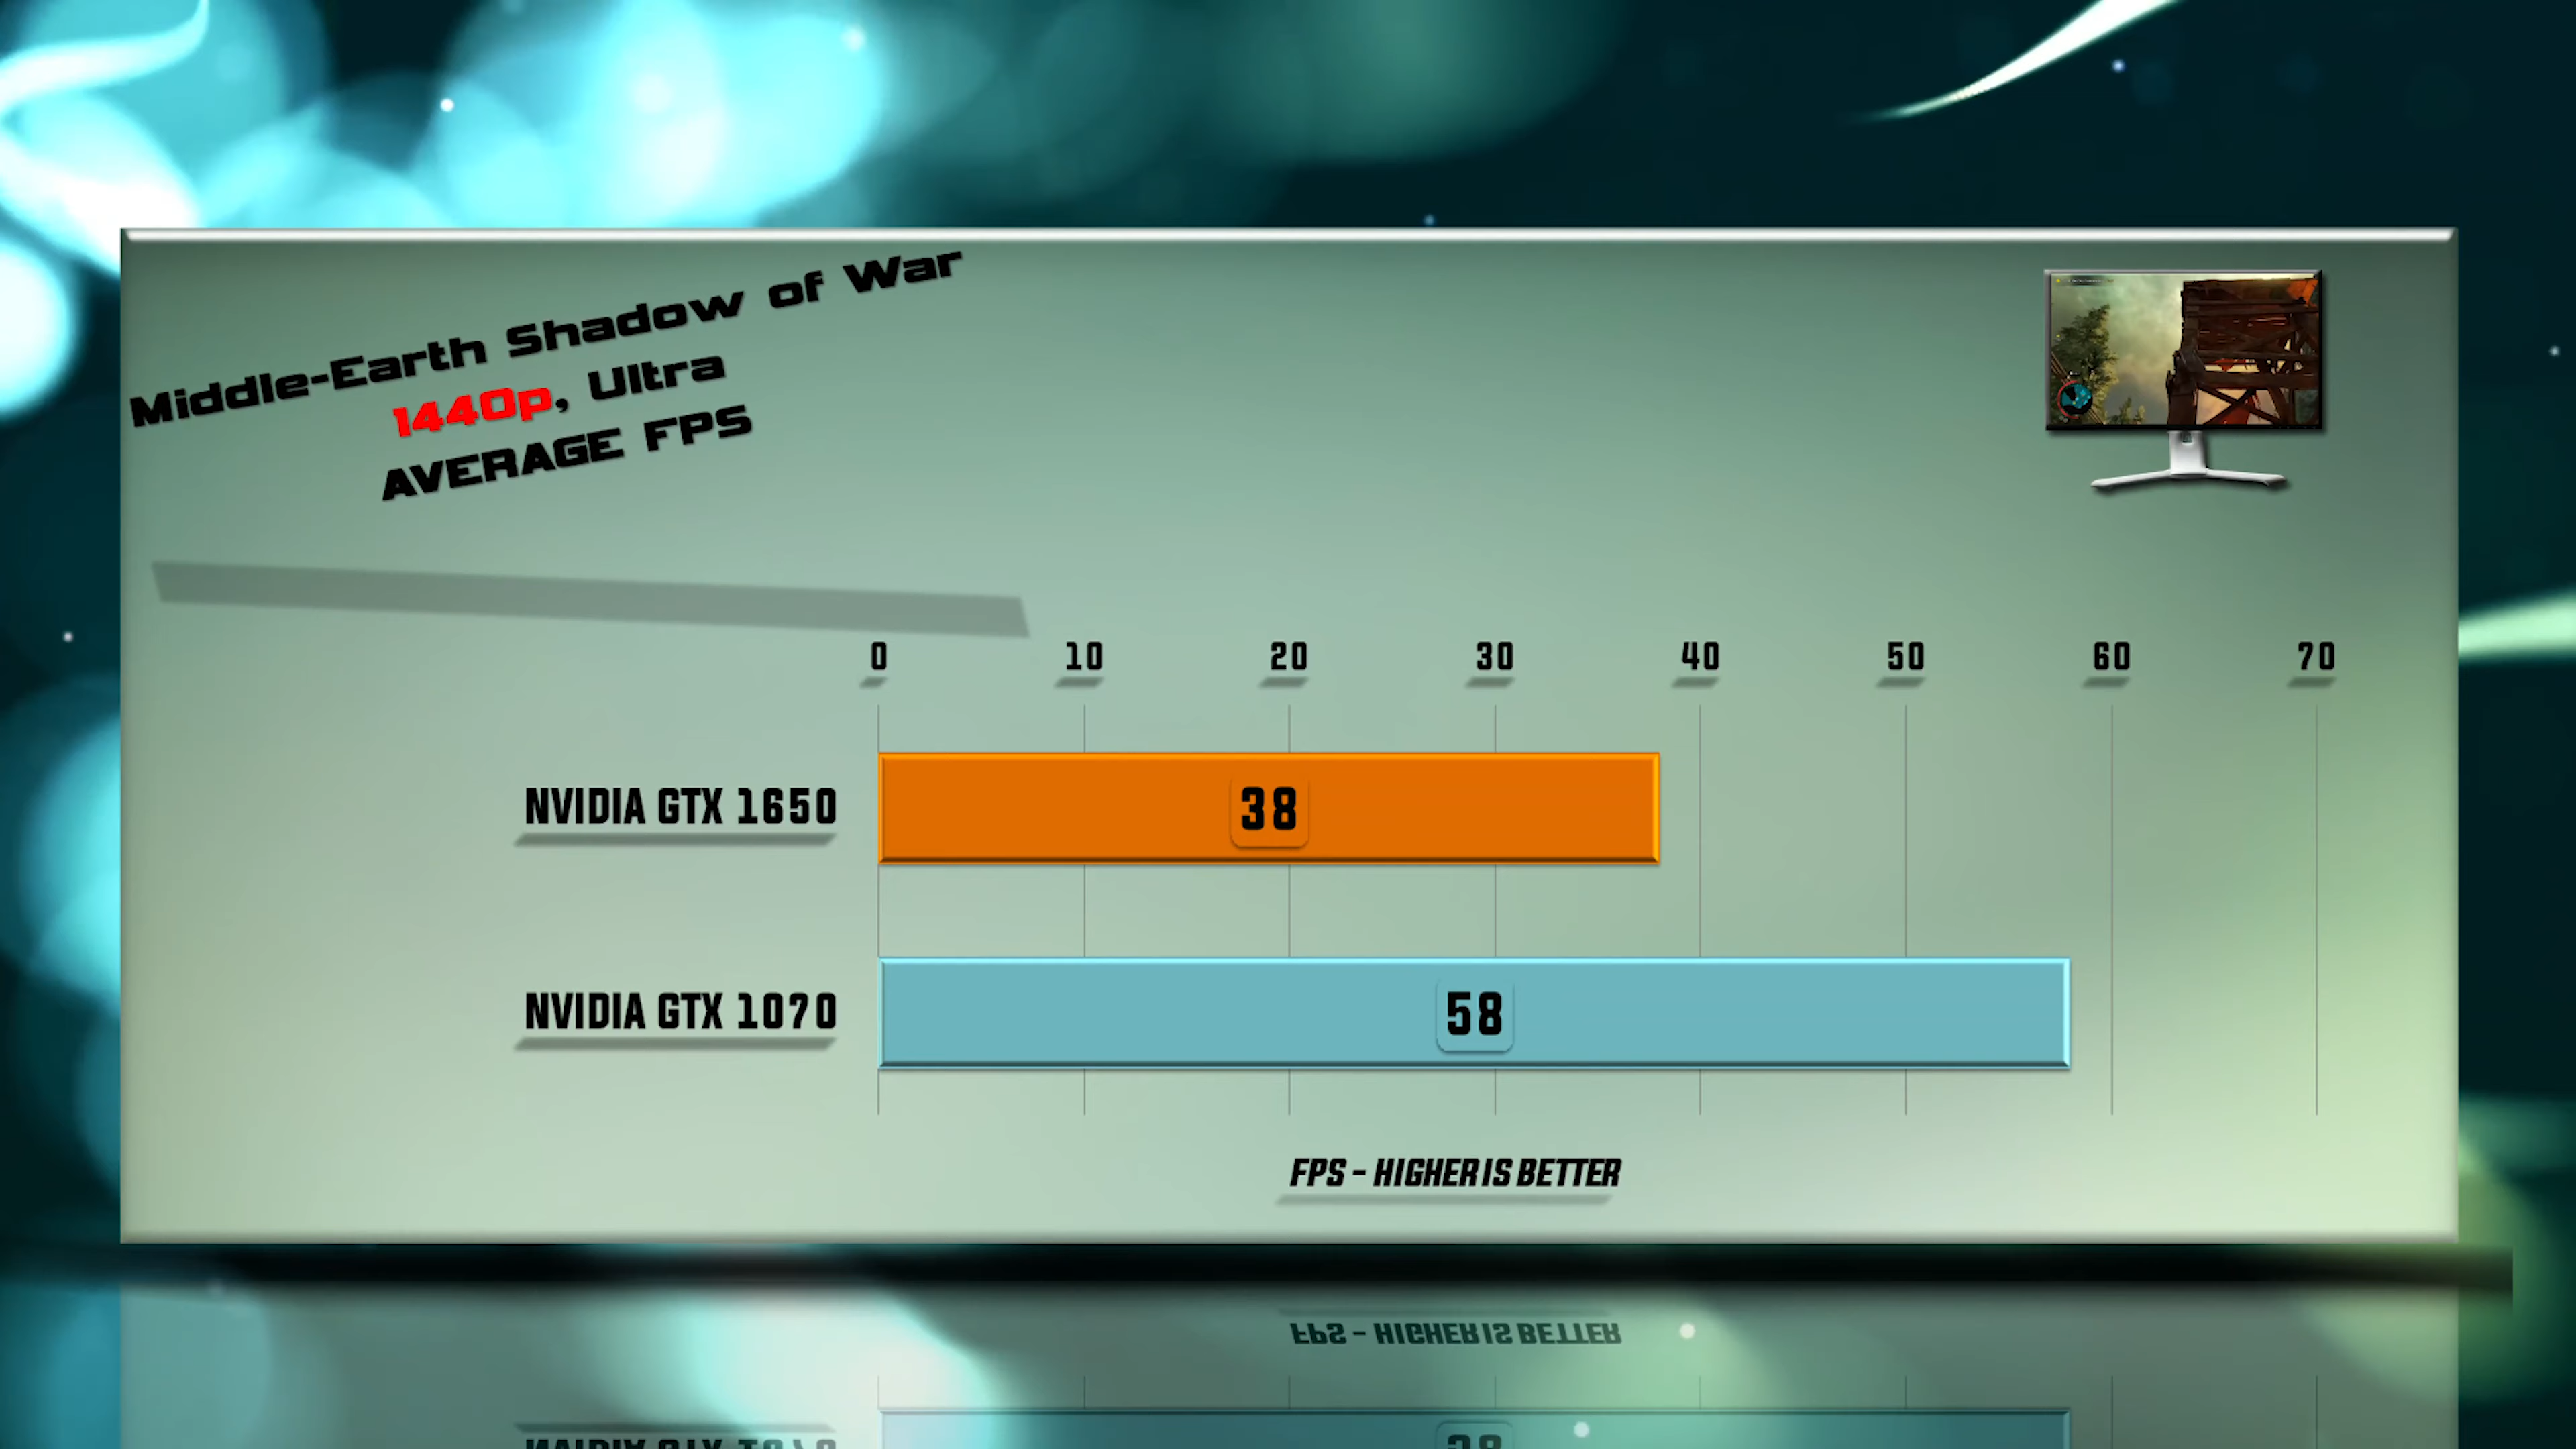 Middle-Earth Shadow of War
1440p, Ultra
AVERAGE FPS
0 10 20 30 40 50 60 70
NVIDIA GTX 1650 38
NVIDIA GTX 1070 58
FPS - HIGHER IS BETTER